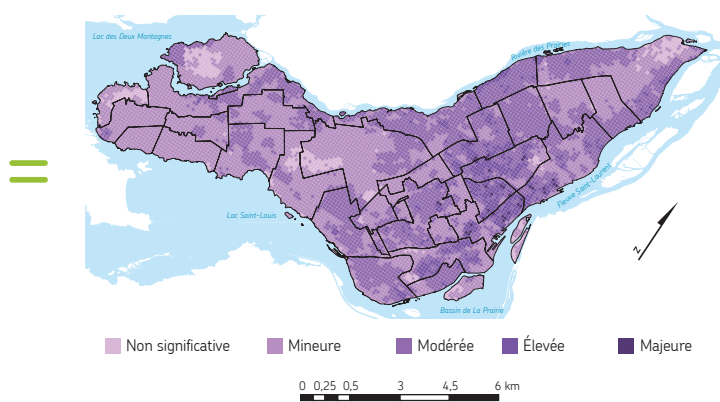 Lac des Deux Montagnes
Rivière des Prairies
Fleuve Saint-Laurent
Lac Saint-Louis
N
Bassin de La Prairie
Non significative Mineure Modérée Élevée Majeure
0 0,25 0,5 3 4,5 6 km